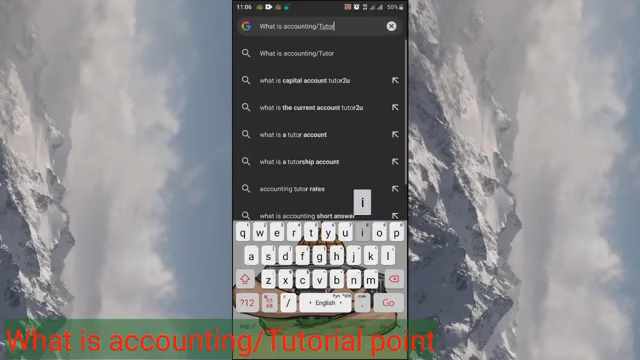 11:06
50%
What is accounting/Tutor
What is accounting/Tutor
what is capital account tutor2u
what is the current account tutor2u
what is a tutor account
what is a tutorship account
accounting tutor rates
what is accounting short answer
i
q w e r t y u i o p
a s d f g h j k l
z x c v b n m
?12 / English . Go
What is accounting/Tutorial point